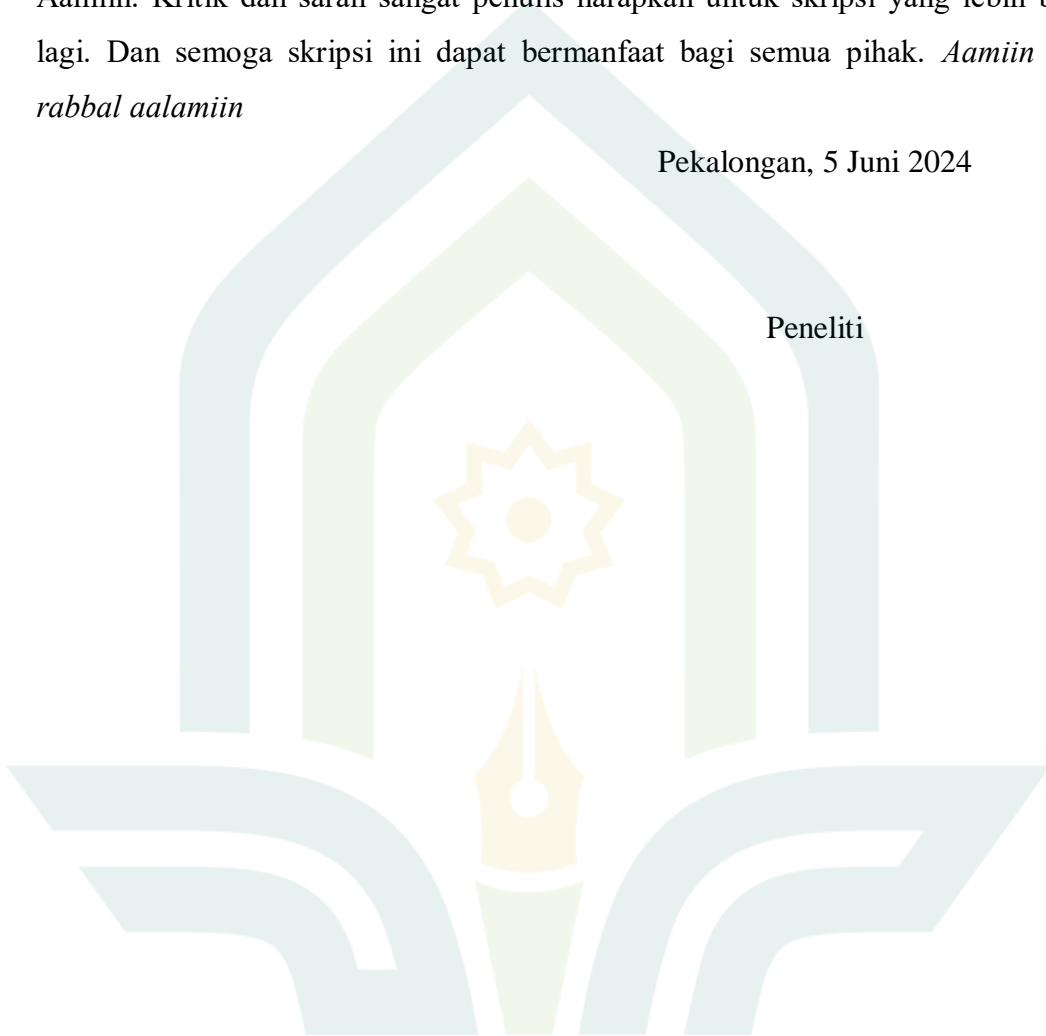 Aamiin. Kritik dan saran sangat penulis harapkan untuk skripsi yang lebih
lagi. Dan semoga skripsi ini dapat bermanfaat bagi semua pihak. Aamiin
rabbal aalamiin
Pekalongan, 5 Juni 2024
Peneliti